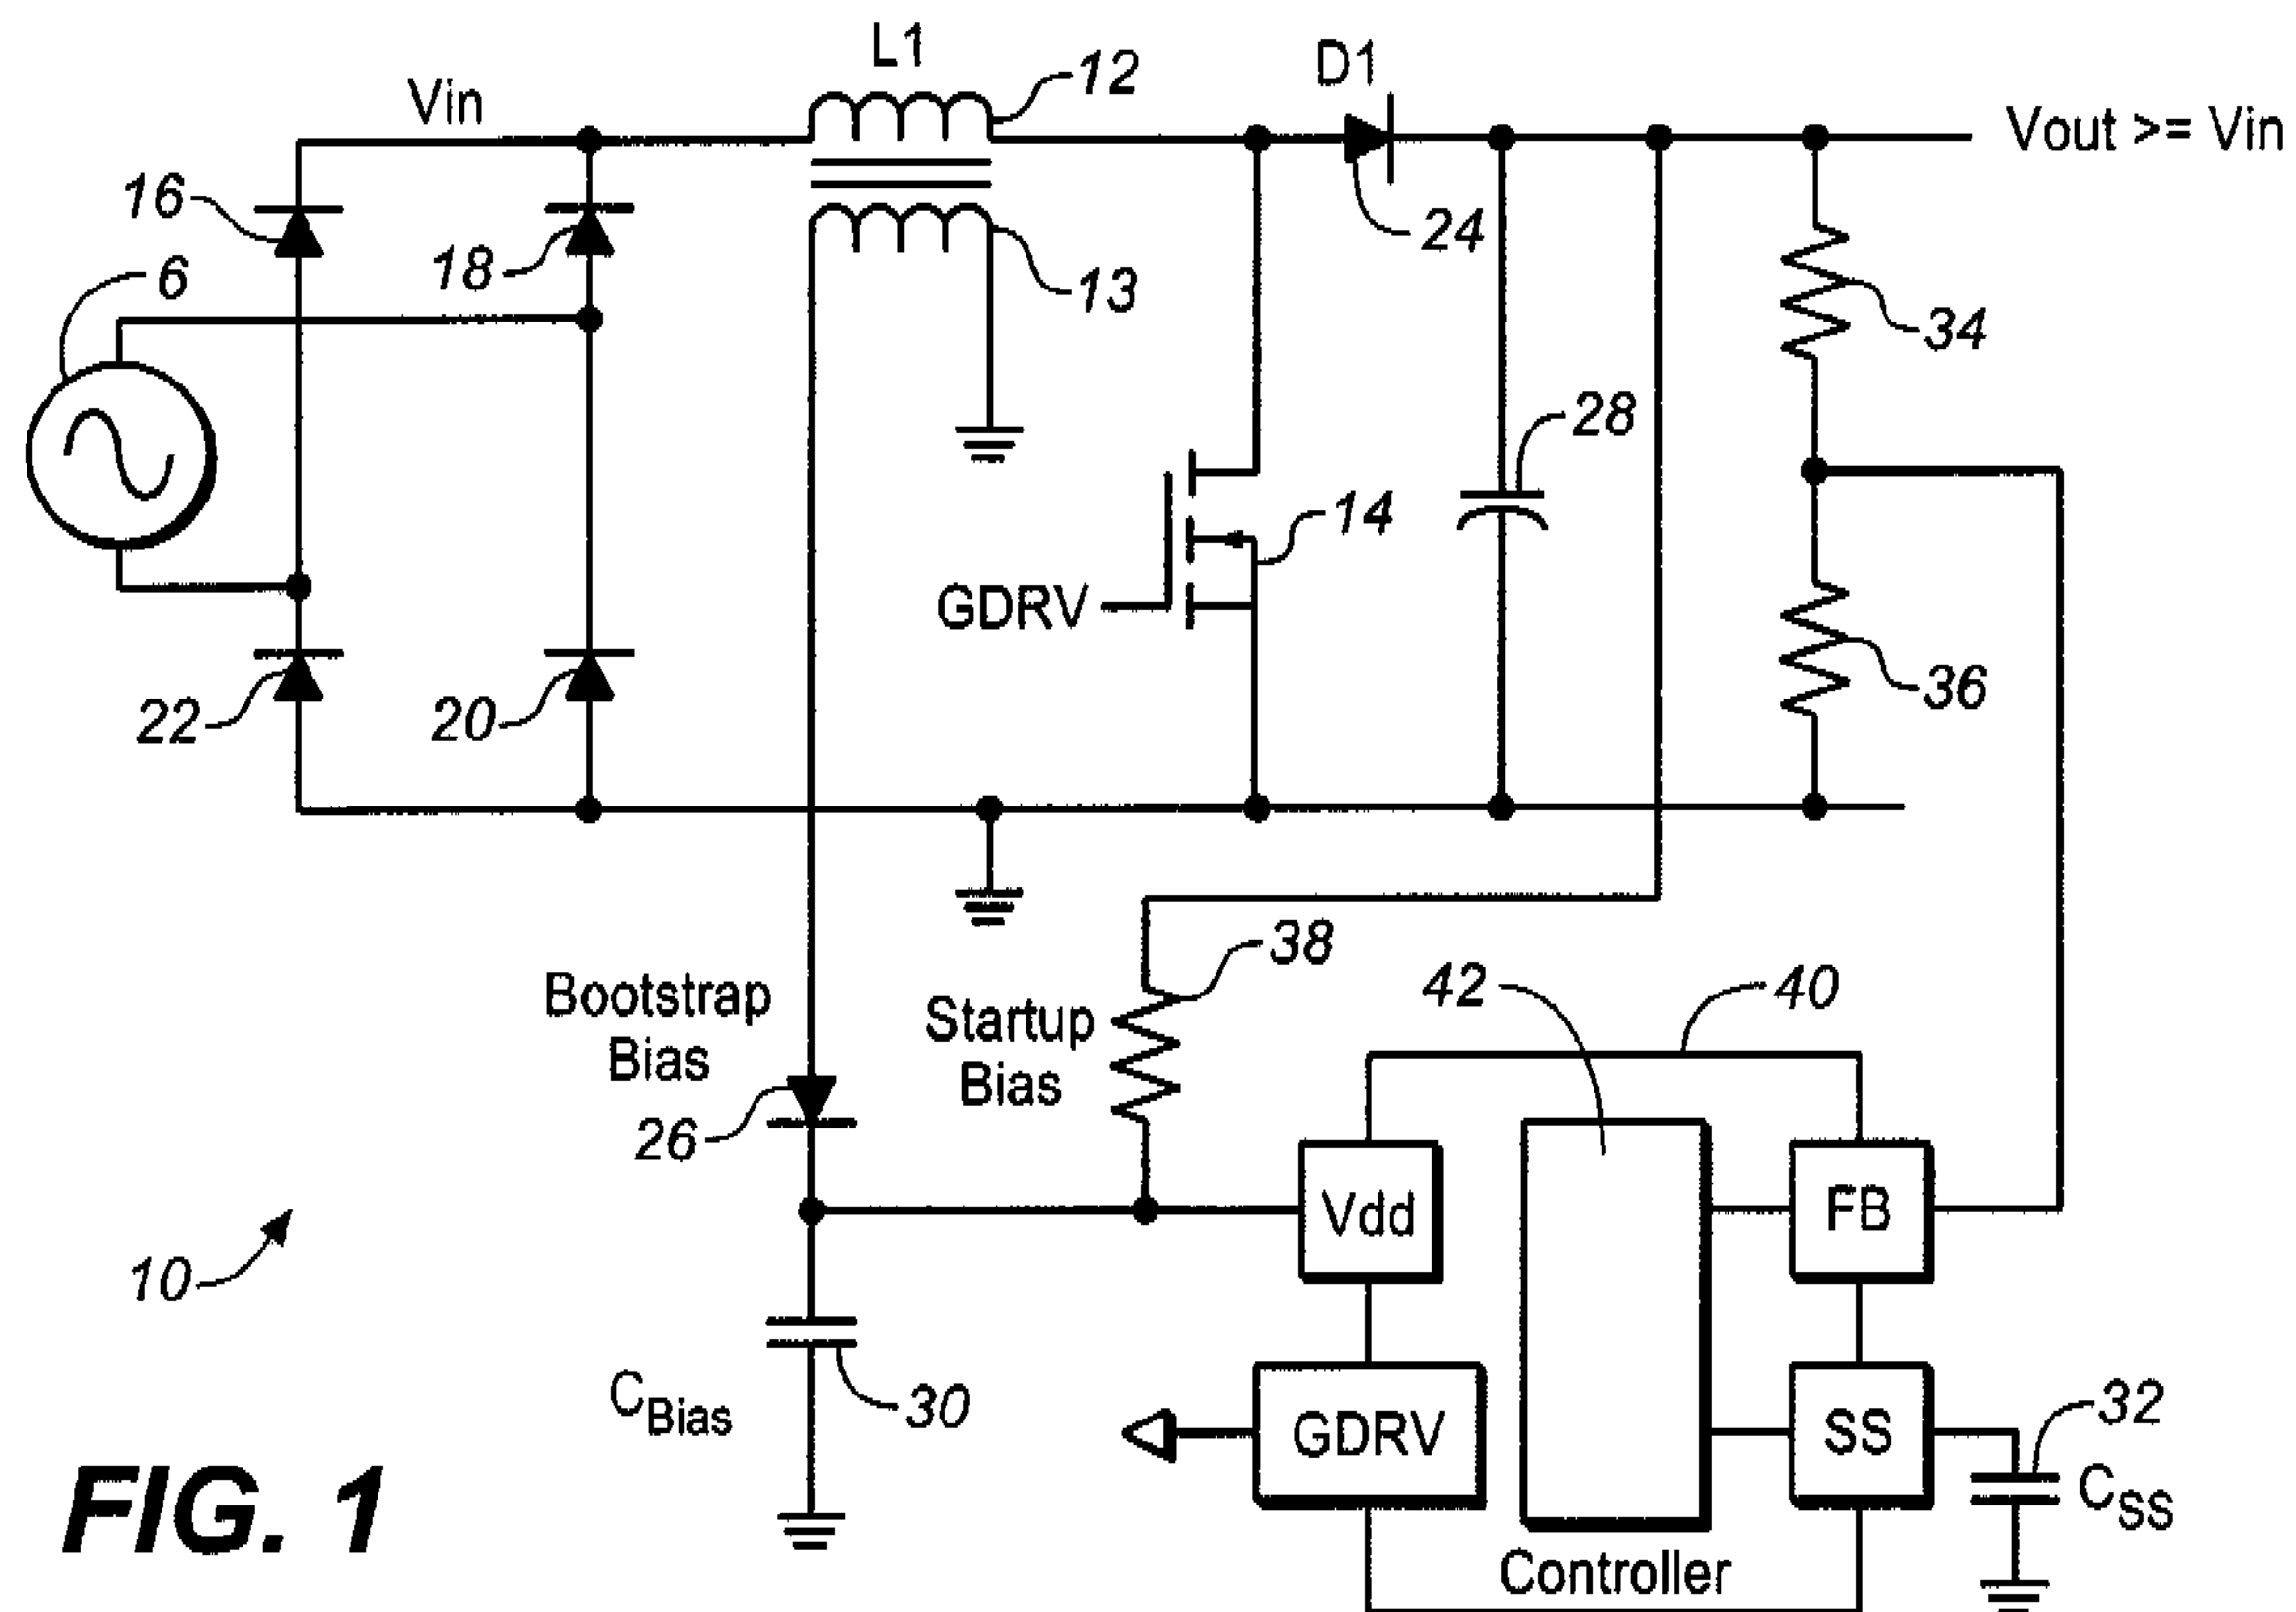 L1
12
D1
Vin
Vout >= Vin
16
18
24
6
13
34
28
14
GDRV
36
22
20
38
42
40
Bootstrap
Bias
Startup
Bias
26
Vdd
FB
10
C_Bias
30
GDRV
SS
32
C_SS
Controller
FIG. 1